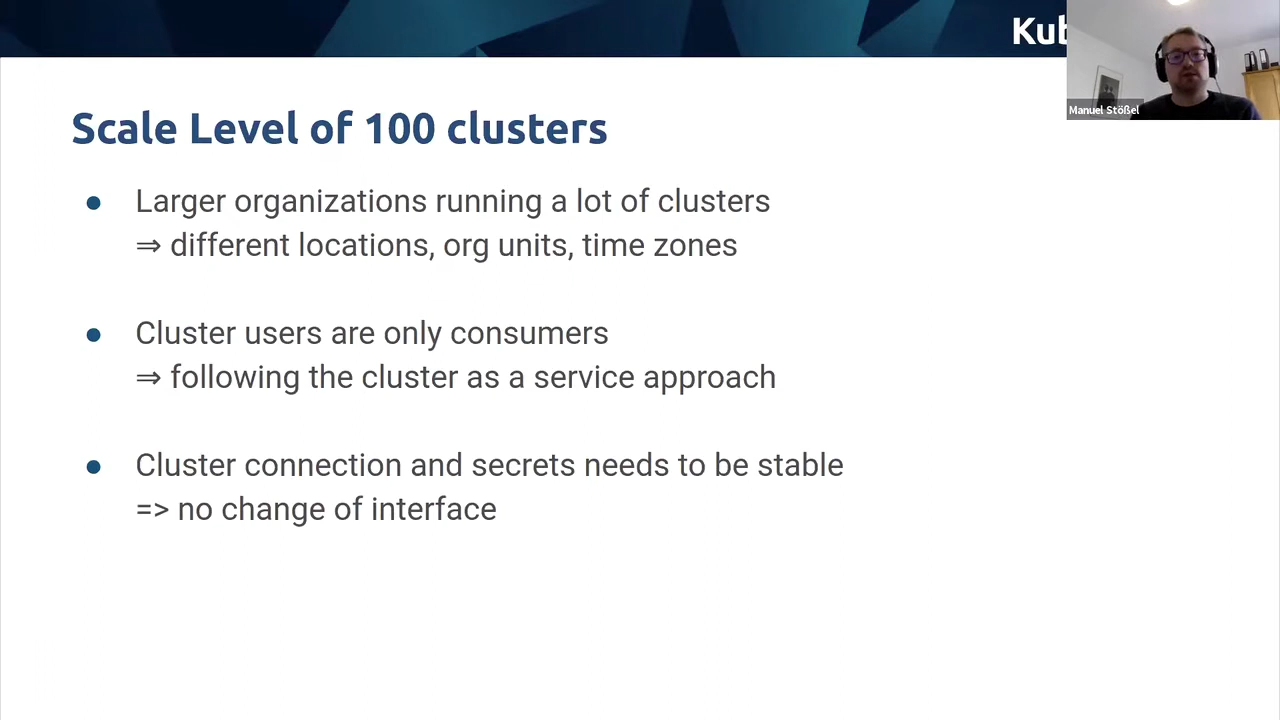 Manuel Stößel
Scale Level of 100 clusters
● Larger organizations running a lot of clusters
⇒ different locations, org units, time zones
● Cluster users are only consumers
⇒ following the cluster as a service approach
● Cluster connection and secrets needs to be stable
=> no change of interface